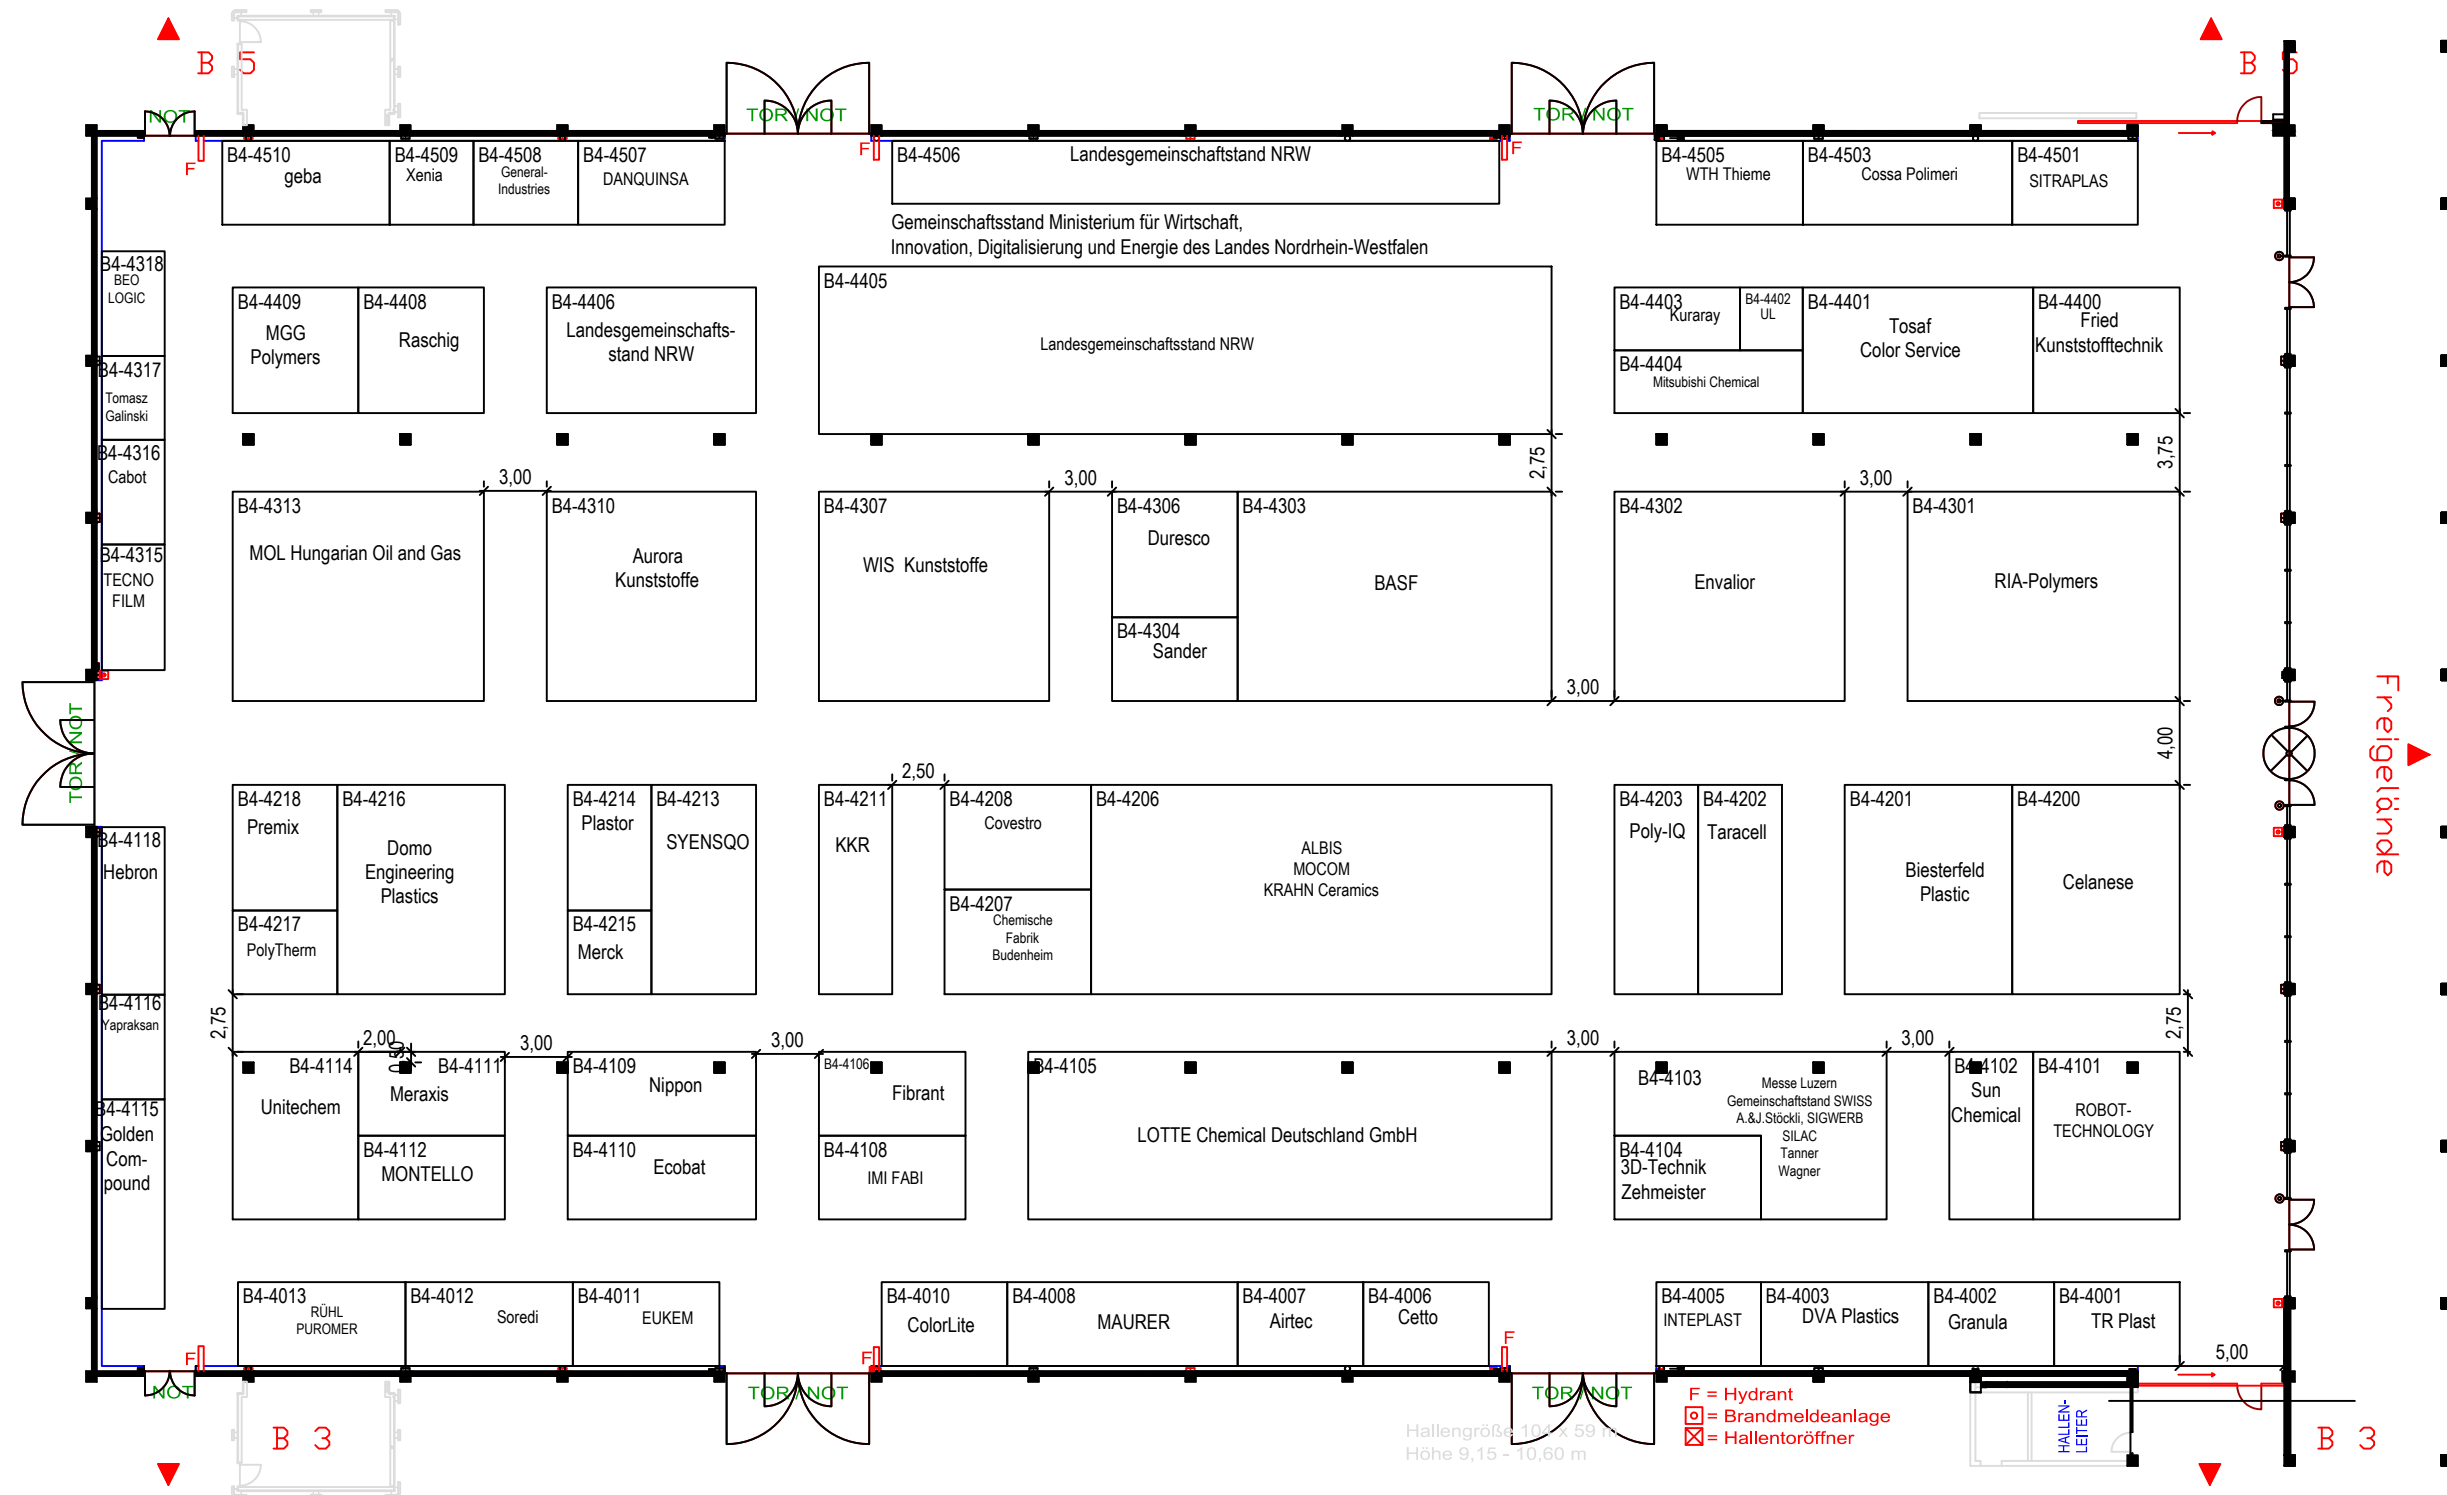 B 5
B 5
NOT
TOR / NOT
TOR / NOT
F
F
F
B4-4510
geba
B4-4509
Xenia
B4-4508
General-
Industries
B4-4507
DANQUINSA
B4-4506
Landesgemeinschaftstand NRW
B4-4505
WTH Thieme
B4-4503
Cossa Polimeri
B4-4501
SITRAPLAS
Gemeinschaftsstand Ministerium für Wirtschaft,
Innovation, Digitalisierung und Energie des Landes Nordrhein-Westfalen
B4-4318
BEO
LOGIC
B4-4317
Tomasz
Galinski
B4-4316
Cabot
B4-4315
TECNO
FILM
B4-4409
MGG
Polymers
B4-4408
Raschig
B4-4406
Landesgemeinschafts-
stand NRW
B4-4405
Landesgemeinschaftsstand NRW
B4-4403
Kuraray
B4-4402
UL
B4-4404
Mitsubishi Chemical
B4-4401
Tosaf
Color Service
B4-4400
Fried
Kunststofftechnik
3,00
3,00
2,75
3,00
3,75
B4-4313
MOL Hungarian Oil and Gas
B4-4310
Aurora
Kunststoffe
B4-4307
WIS Kunststoffe
B4-4306
Duresco
B4-4304
Sander
B4-4303
BASF
B4-4302
Envalior
B4-4301
RIA-Polymers
3,00
4,00
TOR / NOT
Freigelände
2,50
B4-4118
Hebron
B4-4116
Yapraksan
B4-4115
Golden
Com-
pound
B4-4218
Premix
B4-4217
PolyTherm
B4-4216
Domo
Engineering
Plastics
B4-4214
Plastor
B4-4215
Merck
B4-4213
SYENSQO
B4-4211
KKR
B4-4208
Covestro
B4-4207
Chemische
Fabrik
Budenheim
B4-4206
ALBIS
MOCOM
KRAHN Ceramics
B4-4203
Poly-IQ
B4-4202
Taracell
B4-4201
Biesterfeld
Plastic
B4-4200
Celanese
2,75
2,00
0,50
3,00
3,00
3,00
3,00
2,75
B4-4114
Unitechem
B4-4111
Meraxis
B4-4112
MONTELLO
B4-4109
Nippon
B4-4110
Ecobat
B4-4106
Fibrant
B4-4108
IMI FABI
B4-4105
LOTTE Chemical Deutschland GmbH
B4-4103
Messe Luzern
Gemeinschaftstand SWISS
A.&J.Stöckli, SIGWERB
SILAC
Tanner
Wagner
B4-4104
3D-Technik
Zehmeister
B4-4102
Sun
Chemical
B4-4101
ROBOT-
TECHNOLOGY
B4-4013
RÜHL
PUROMER
B4-4012
Soredi
B4-4011
EUKEM
B4-4010
ColorLite
B4-4008
MAURER
B4-4007
Airtec
B4-4006
Cetto
B4-4005
INTEPLAST
B4-4003
DVA Plastics
B4-4002
Granula
B4-4001
TR Plast
5,00
F
F
F
NOT
TOR / NOT
TOR / NOT
F = Hydrant
= Brandmeldeanlage
= Hallentoröffner
Hallengröße 104 x 59 m
Höhe 9,15 - 10,60 m
HALLEN-
LEITER
B 3
B 3